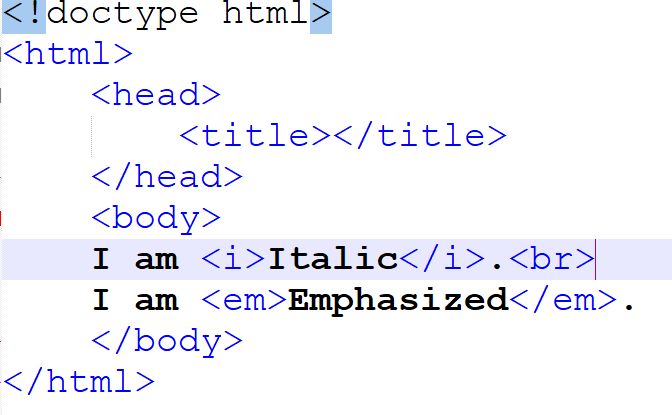 <!doctype html>
<html>
<head>
<title></title>
</head>
<body>
I am <i>Italic</i>.<br>
I am <em>Emphasized</em>.
</body>
</html>